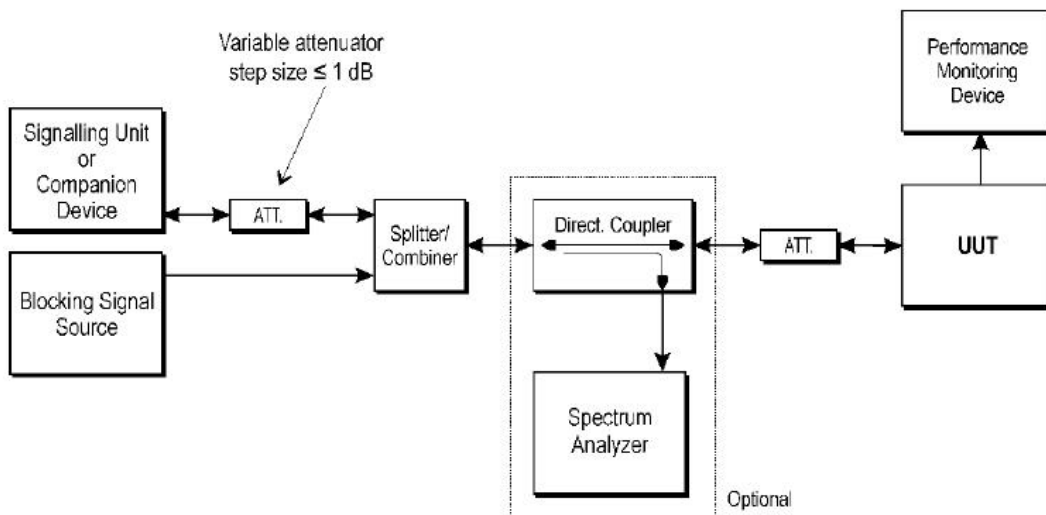 Variable attenuator
step size ≤ 1 dB
Performance
Monitoring
Device
Signalling Unit
or
Companion
Device
ATT.
Splitter/
Combiner
Direct. Coupler
ATT.
UUT
Blocking Signal
Source
Spectrum
Analyzer
Optional